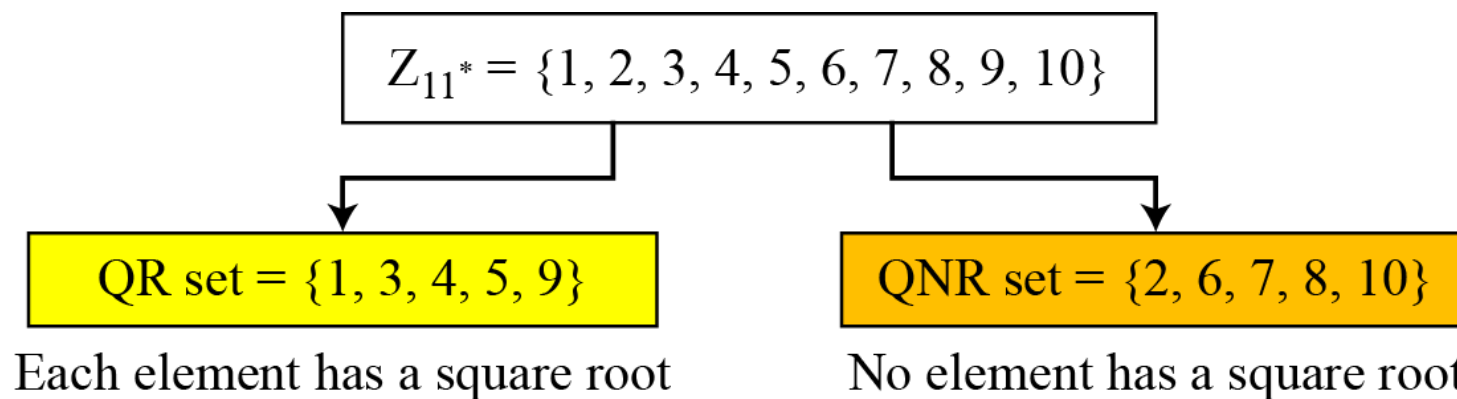 Z₁₁* = {1, 2, 3, 4, 5, 6, 7, 8, 9, 10}
QR set = {1, 3, 4, 5, 9}
QNR set = {2, 6, 7, 8, 10}
Each element has a square root
No element has a square root